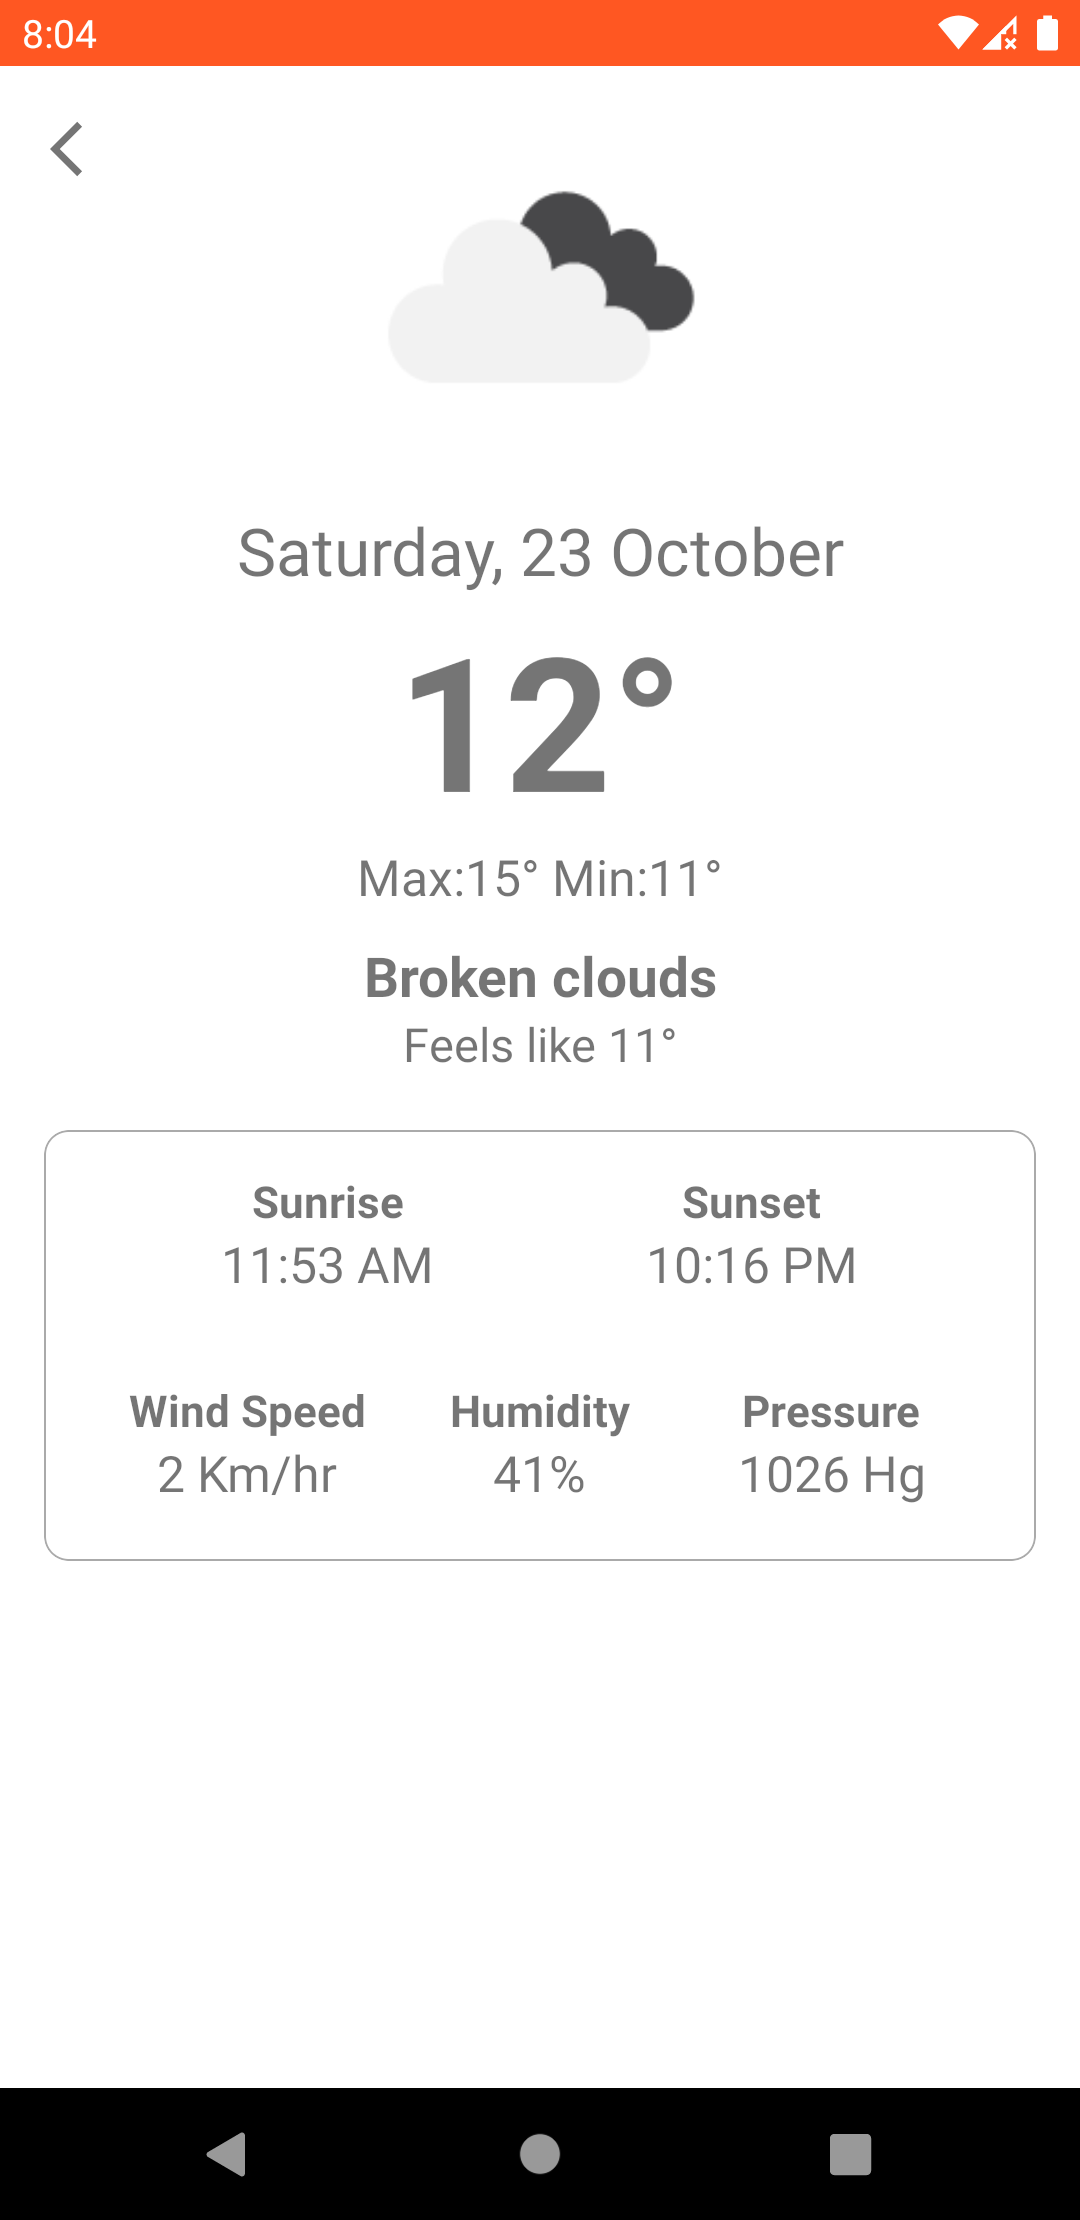 8:04
Saturday, 23 October
12°
Max:15° Min:11°
Broken clouds
Feels like 11°
Sunrise Sunset
11:53 AM 10:16 PM
Wind Speed Humidity Pressure
2 Km/hr 41% 1026 Hg